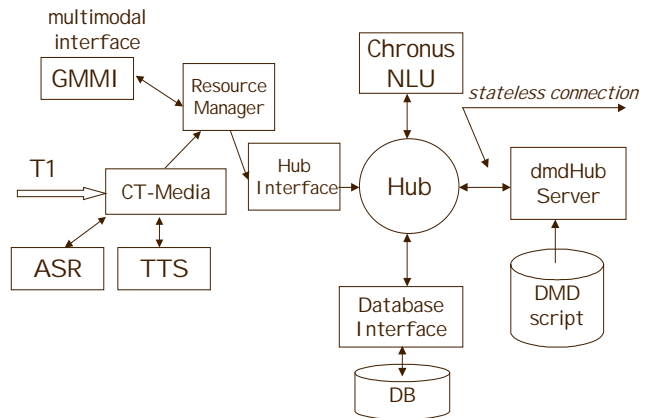 multimodal
interface
GMMI
Resource
Manager
Chronus
NLU
stateless connection
T1
CT-Media
Hub
Interface
Hub
dmdHub
Server
ASR
TTS
Database
Interface
DMD
script
DB